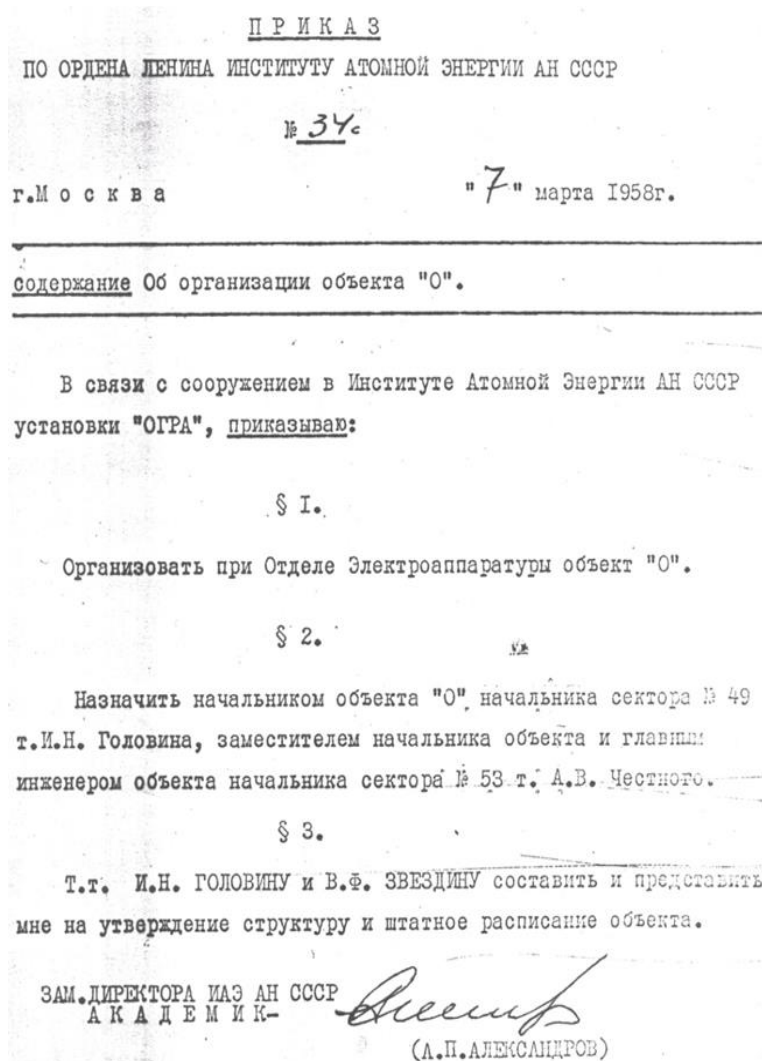 П Р И К А З
ПО ОРДЕНА ЛЕНИНА ИНСТИТУТУ АТОМНОЙ ЭНЕРГИИ АН СССР
№ 34с
г.М о с к в а "7" марта I958г.
содержание Об организации объекта "О".
В связи с сооружением в Институте Атомной Энергии АН СССР
установки "ОГРА", приказываю:
§ I.
Организовать при Отделе Электроаппаратуры объект "О".
§ 2.
Назначить начальником объекта "О" начальника сектора № 49
т.И.Н. Головина, заместителем начальника объекта и главным
инженером объекта начальника сектора № 53 т. А.В. Честного.
§ 3.
Т.т. И.Н. ГОЛОВИНУ и В.Ф. ЗВЕЗДИНУ составить и представить
мне на утверждение структуру и штатное расписание объекта.
ЗАМ.ДИРЕКТОРА ИАЭ АН СССР
А К А Д Е М И К-
(А.П.АЛЕКСАНДРОВ)